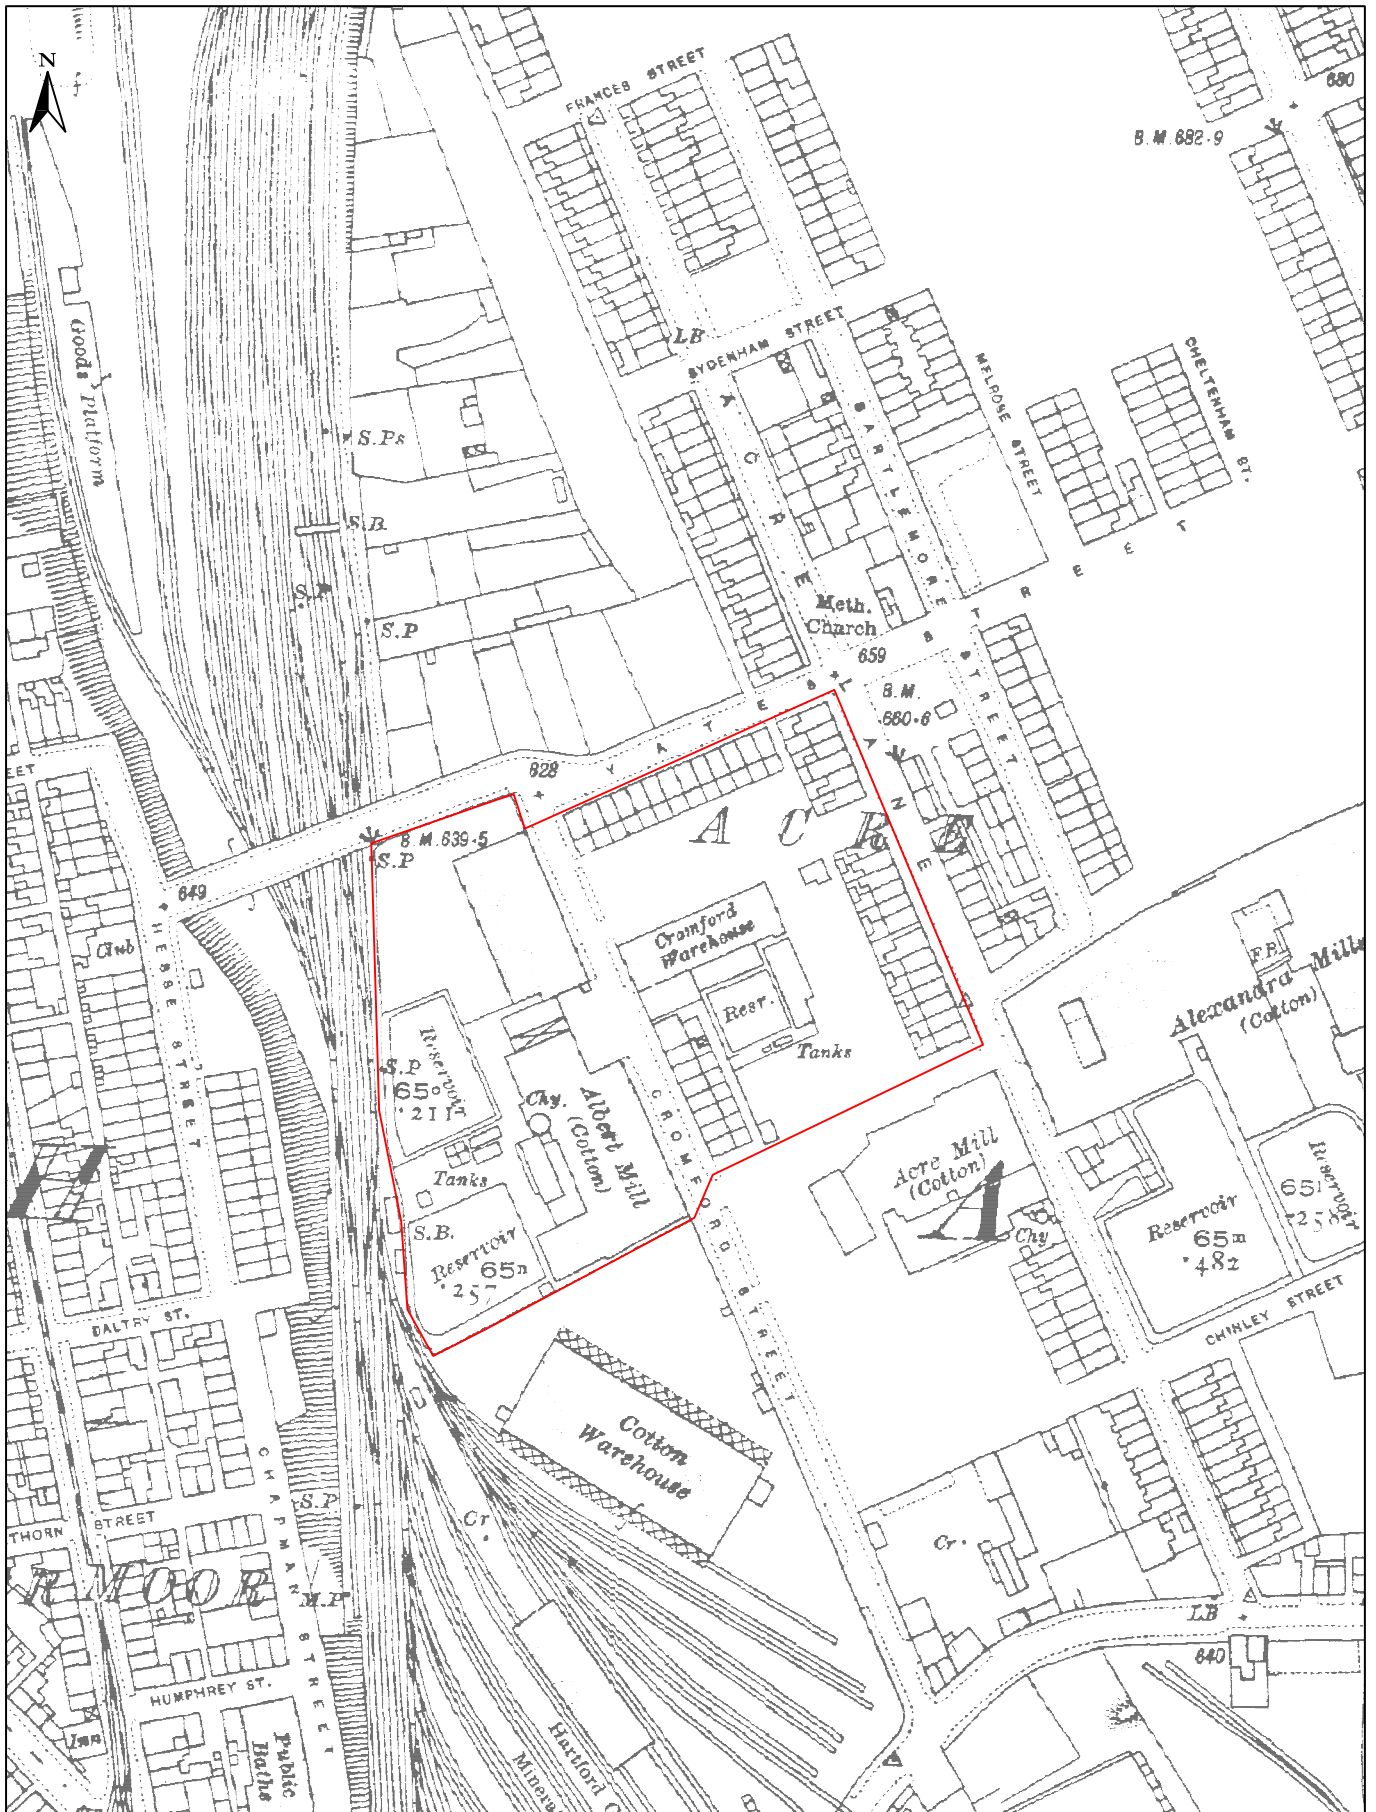 N
FRANCES STREET
680
B.M. 682·9
Goods Platform
LB
SYDENHAM STREET
MELROSE STREET
CHELTENHAM ST.
S.Ps
S.B.
S.P
S.P
ACRE LANE
BARTLEMORE STREET
Meth.
Church
659
YATES STREET
B.M.
660·6
628
B.M. 639·5
S.P
649
ACRE
Cromford
Warehouse
Club
HESSE STREET
F.B.
Alexandra Mills
(Cotton)
Resr.
Tanks
Reservoir
S.P
65o
·211
Chy.
Albert Mill
(Cotton)
CROMFORD STREET
Acre Mill
(Cotton)
A
H
Tanks
S.B.
Reservoir
65n
·257
Chy
Reservoir
65m
·482
Reservoir
65l
·258
CHINLEY STREET
DALTRY ST.
Cotton
Warehouse
CHAPMAN STREET
S.P
THORN STREET
Cr
Cr.
RMOOR
M.P
LB
640
HUMPHREY ST.
Inn
Public
Baths
Hartford